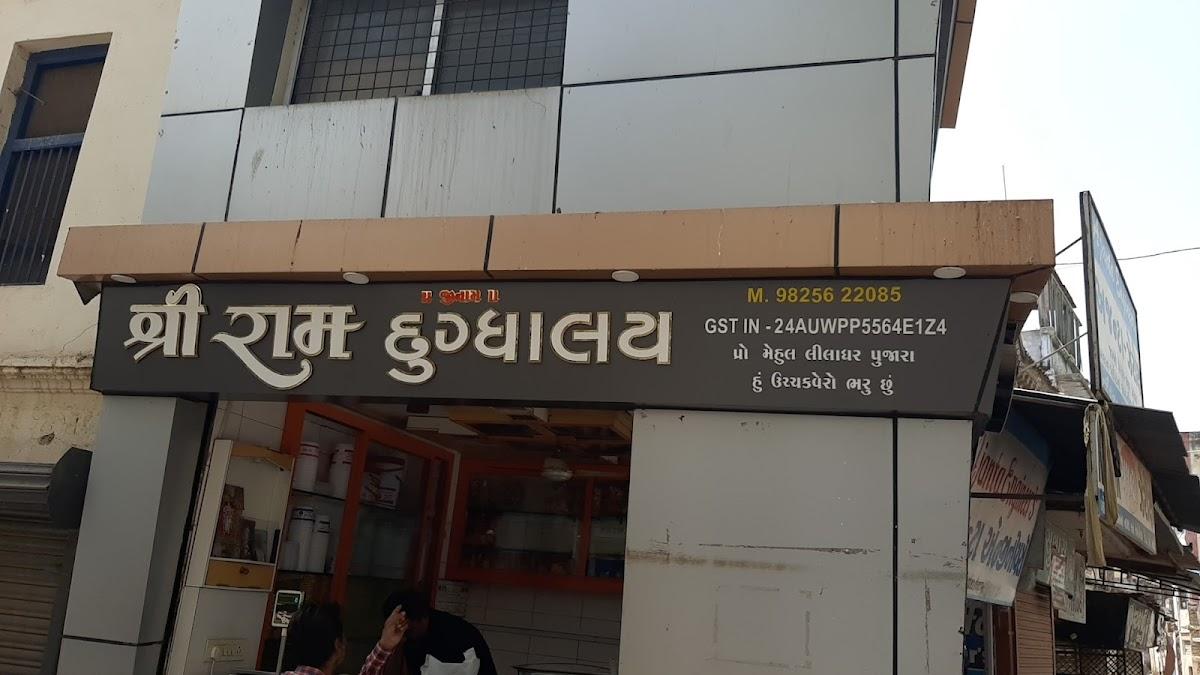 ॥ જીનામ ॥
શ્રી રામ દુગ્ધાલય
M. 98256 22085
GST IN - 24AUWPP5564E1Z4
પ્રો મેહુલ લીલાધર પુજારા
હું ઉચ્ચકવેરો ભરુ છું